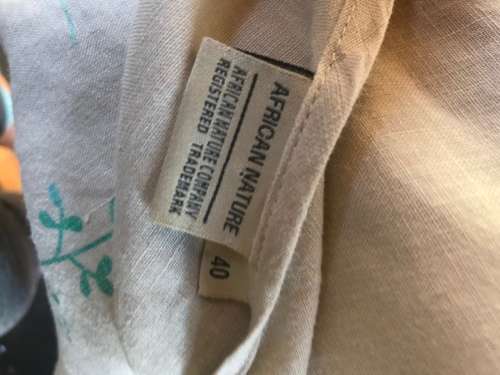 AFRICAN NATURE
AFRICAN NATURE COMPANY
REGISTERED TRADEMARK
40